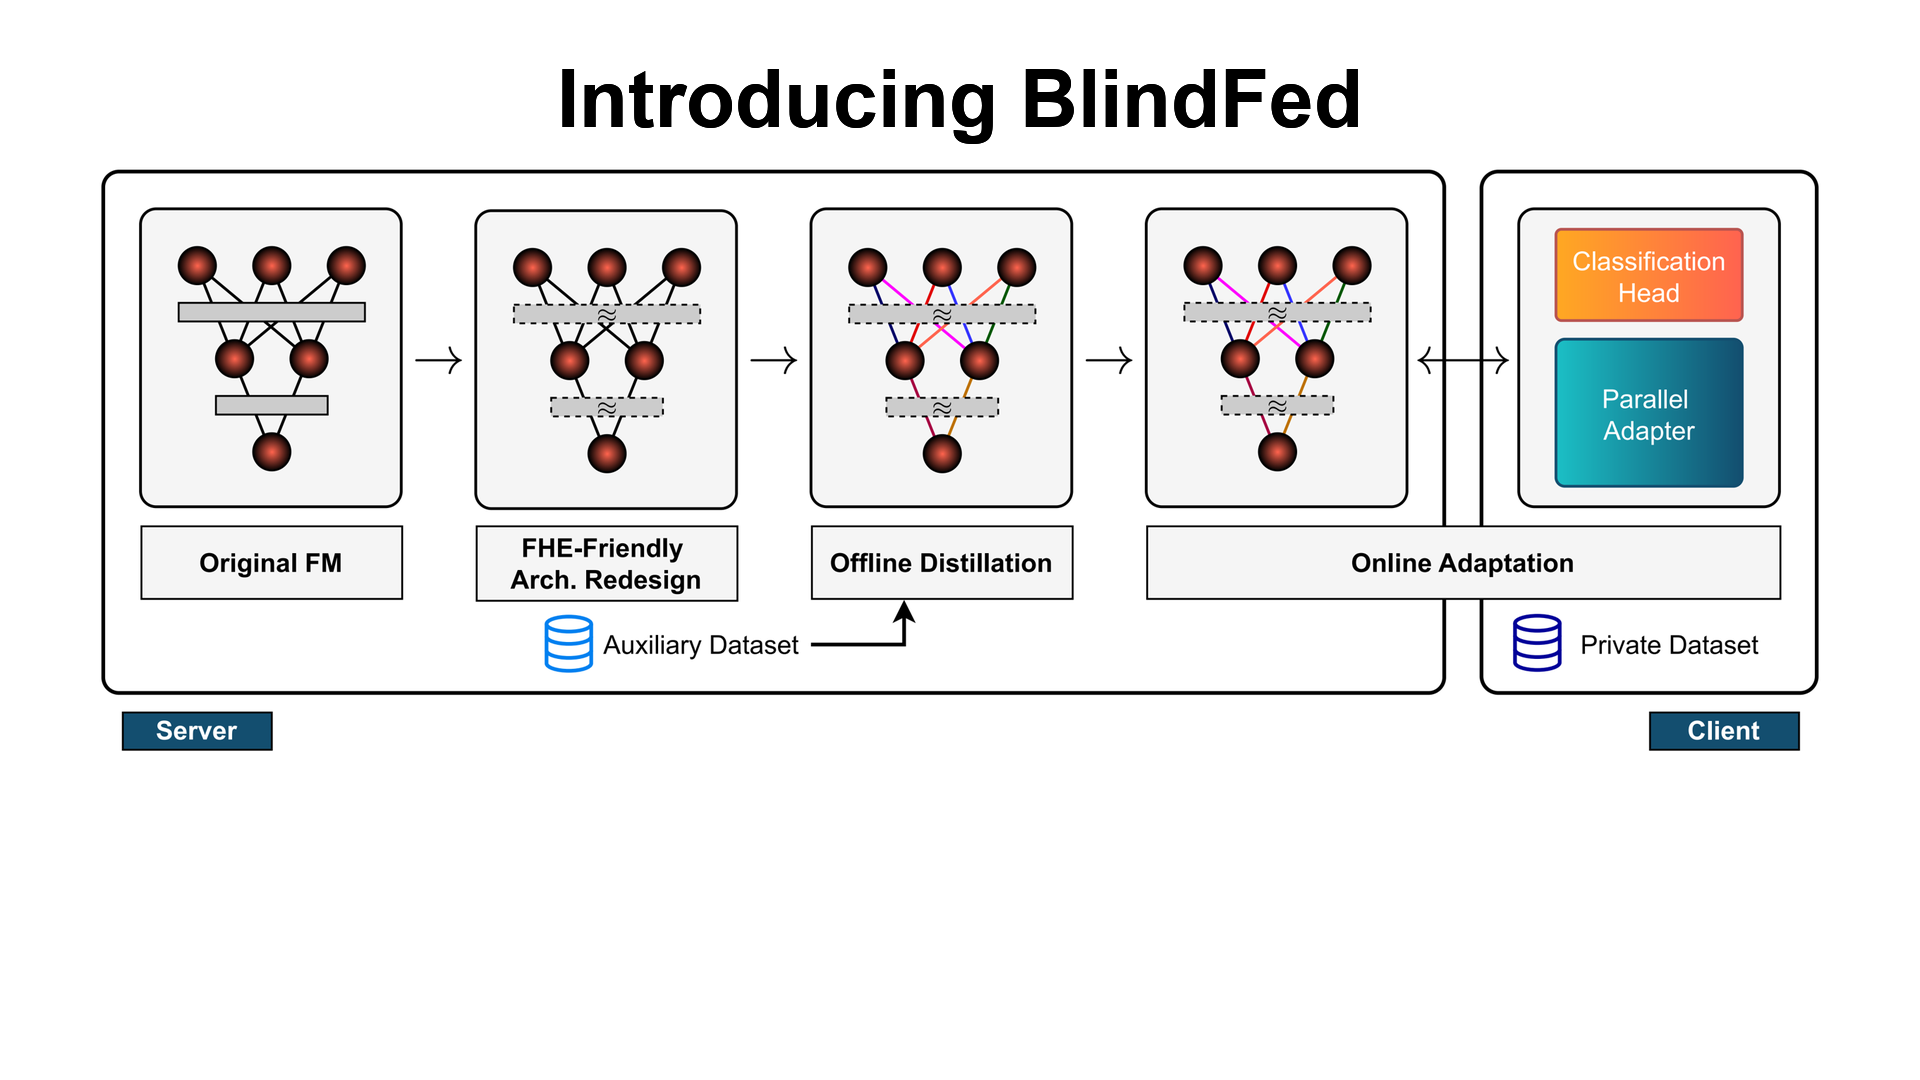 Introducing BlindFed
Classification
Head
Parallel
Adapter
≈
≈
≈
≈
≈
≈
Original FM
FHE-Friendly
Arch. Redesign
Offline Distillation
Online Adaptation
Auxiliary Dataset
Private Dataset
Server
Client